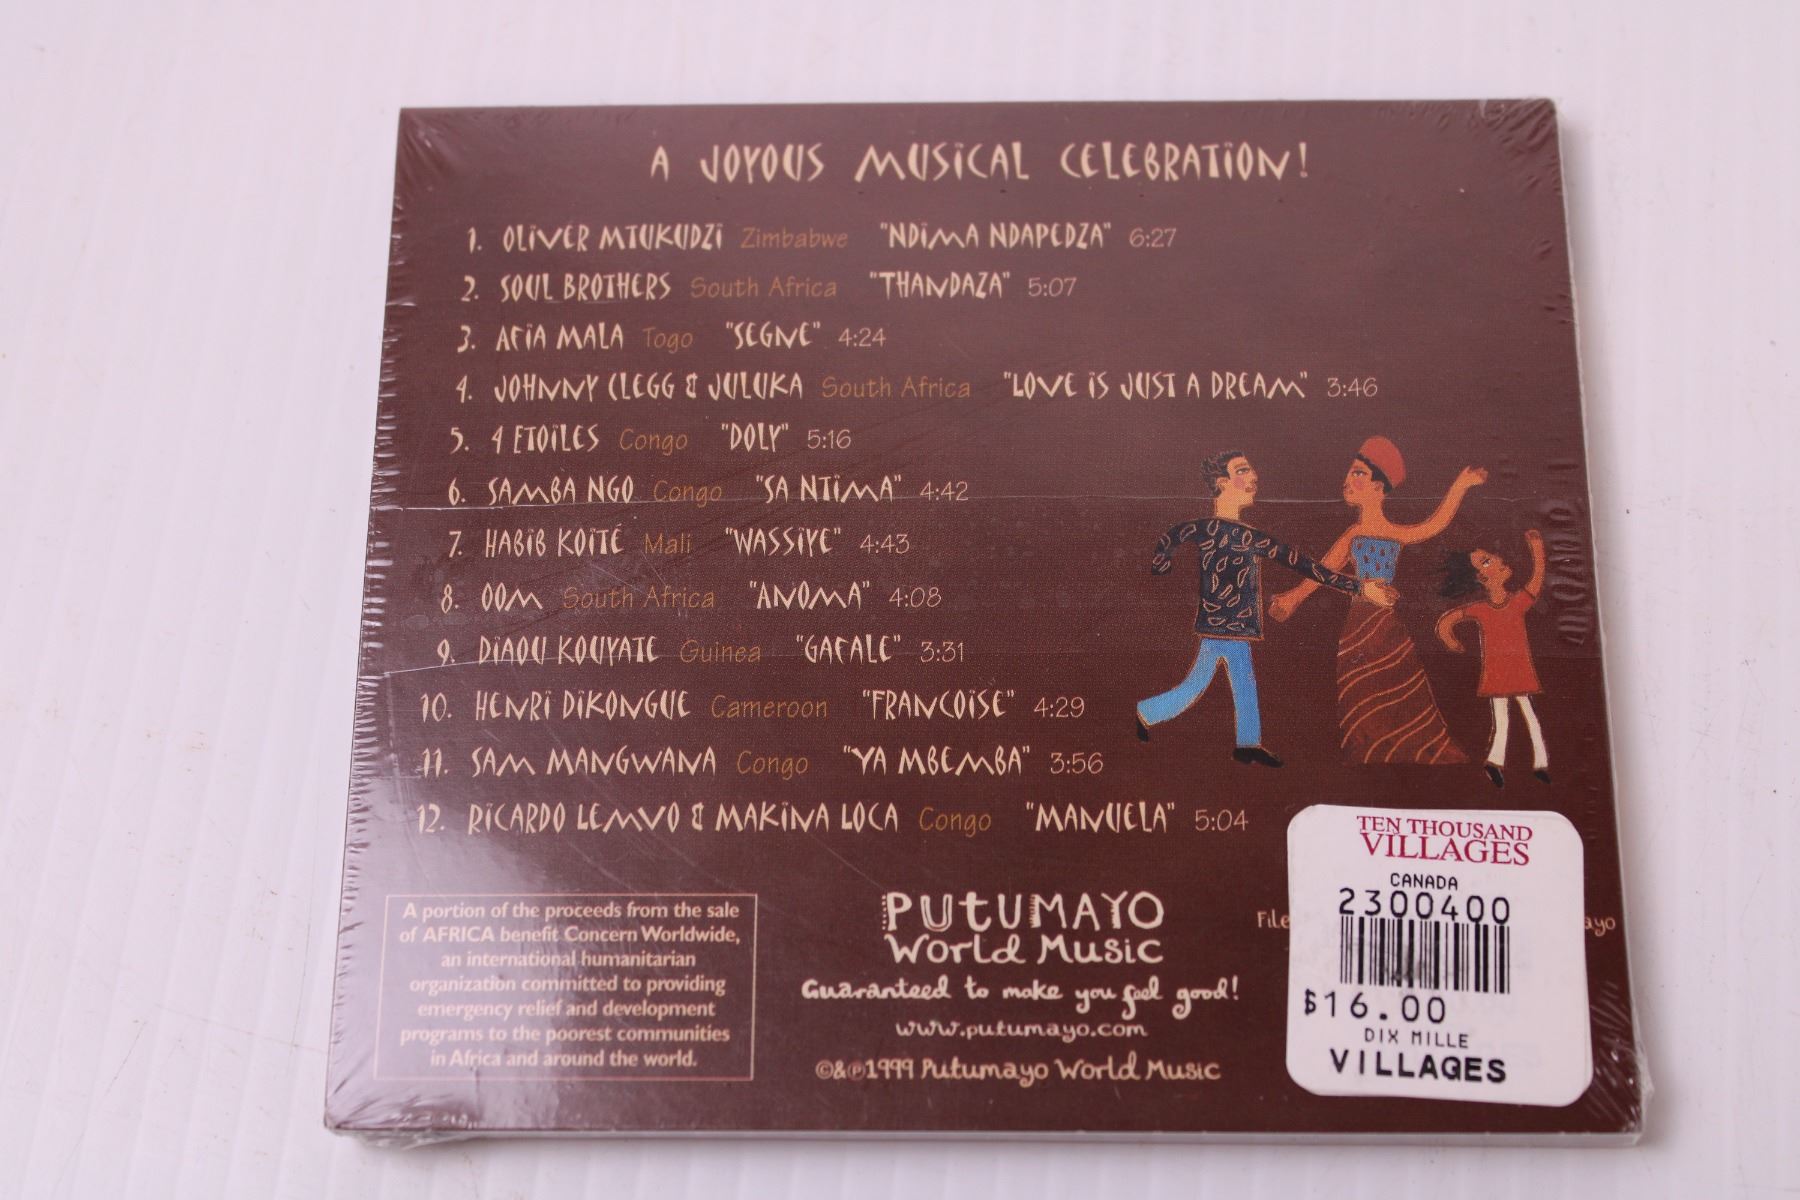 A JOYOUS MUSICAL CELEBRATION!
1. OLIVER MTUKUDZI Zimbabwe "NDIMA NDAPEDZA" 6:27
2. SOUL BROTHERS South Africa "THANDAZA" 5:07
3. AFIA MALA Togo "SEGNE" 4:24
4. JOHNNY CLEGG & JULUKA South Africa "LOVE IS JUST A DREAM" 3:46
5. 4 ETOILES Congo "DOLY" 5:16
6. SAMBA NGO Congo "SA NTIMA" 4:42
7. HABIB KOITÉ Mali "WASSIYE" 4:43
8. OOM South Africa "ANOMA" 4:08
9. DIAOU KOUYATE Guinea "GAFALE" 3:31
10. HENRI DIKONGUE Cameroon "FRANCOISE" 4:29
11. SAM MANGWANA Congo "YA MBEMBA" 3:56
12. RICARDO LEMVO & MAKINA LOCA Congo "MANUELA" 5:04
A portion of the proceeds from the sale
of AFRICA benefit Concern Worldwide,
an international humanitarian
organization committed to providing
emergency relief and development
programs to the poorest communities
in Africa and around the world.
PUTUMAYO
World Music
Guaranteed to make you feel good!
www.putumayo.com
©&℗1999 Putumayo World Music
File
ayo
TEN THOUSAND
VILLAGES
CANADA
2300400
$16.00
DIX MILLE
VILLAGES